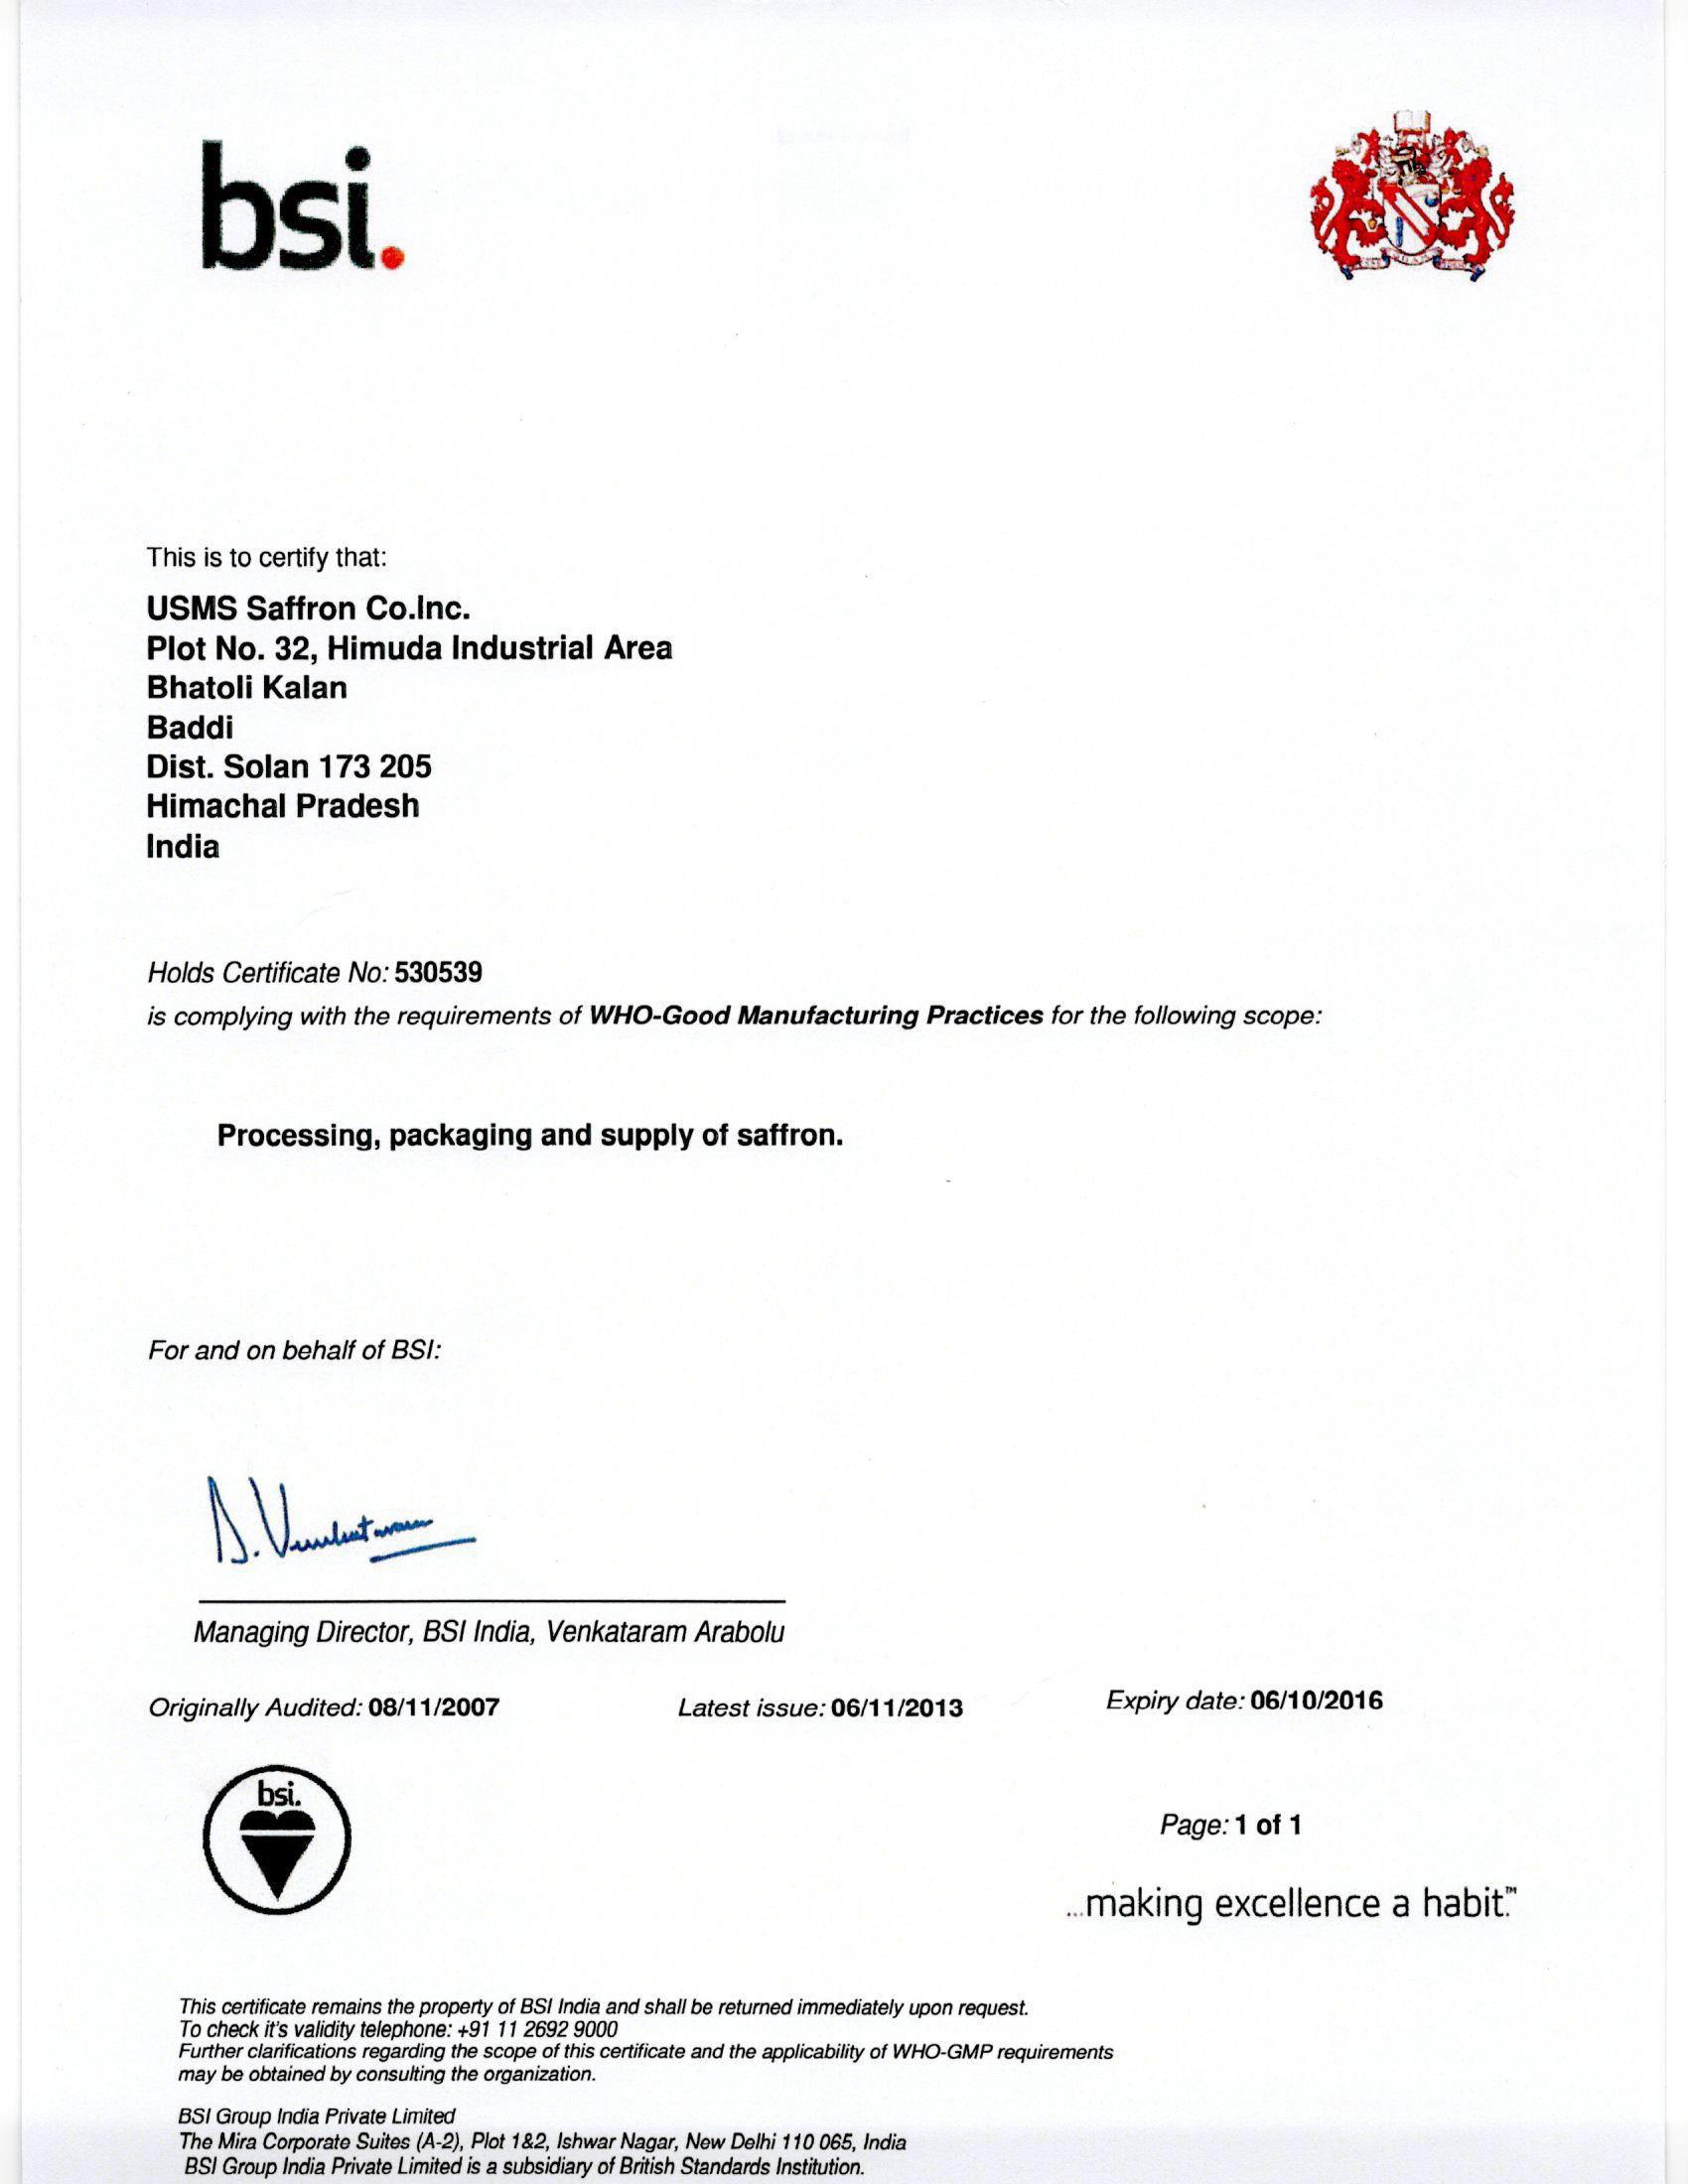 bsi.
This is to certify that:
USMS Saffron Co.Inc.
Plot No. 32, Himuda Industrial Area
Bhatoli Kalan
Baddi
Dist. Solan 173 205
Himachal Pradesh
India
Holds Certificate No: 530539
is complying with the requirements of WHO-Good Manufacturing Practices for the following scope:
Processing, packaging and supply of saffron.
For and on behalf of BSI:
Managing Director, BSI India, Venkataram Arabolu
Originally Audited: 08/11/2007 Latest issue: 06/11/2013 Expiry date: 06/10/2016
bsi.
Page: 1 of 1
...making excellence a habit.™
This certificate remains the property of BSI India and shall be returned immediately upon request.
To check it's validity telephone: +91 11 2692 9000
Further clarifications regarding the scope of this certificate and the applicability of WHO-GMP requirements
may be obtained by consulting the organization.
BSI Group India Private Limited
The Mira Corporate Suites (A-2), Plot 1&2, Ishwar Nagar, New Delhi 110 065, India
BSI Group India Private Limited is a subsidiary of British Standards Institution.